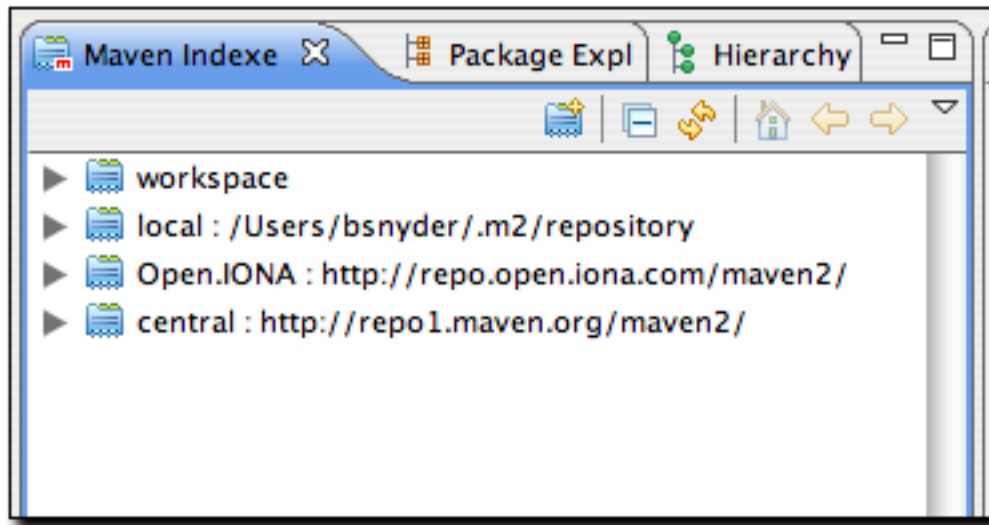 Maven Indexe Package Expl Hierarchy
workspace
local : /Users/bsnyder/.m2/repository
Open.IONA : http://repo.open.iona.com/maven2/
central : http://repo1.maven.org/maven2/